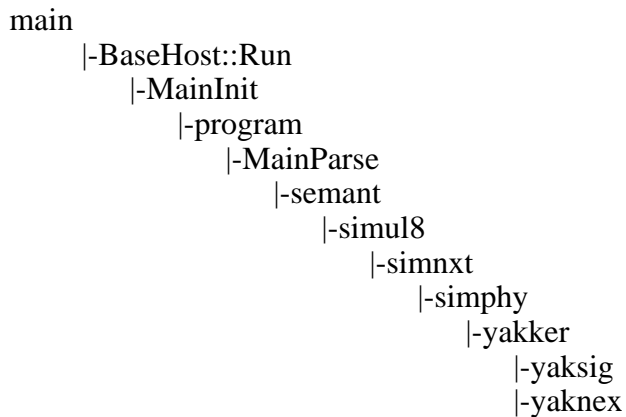 main
|-BaseHost::Run
|-MainInit
|-program
|-MainParse
|-semant
|-simul8
|-simnxt
|-simphy
|-yakker
|-yaksig
|-yaknex